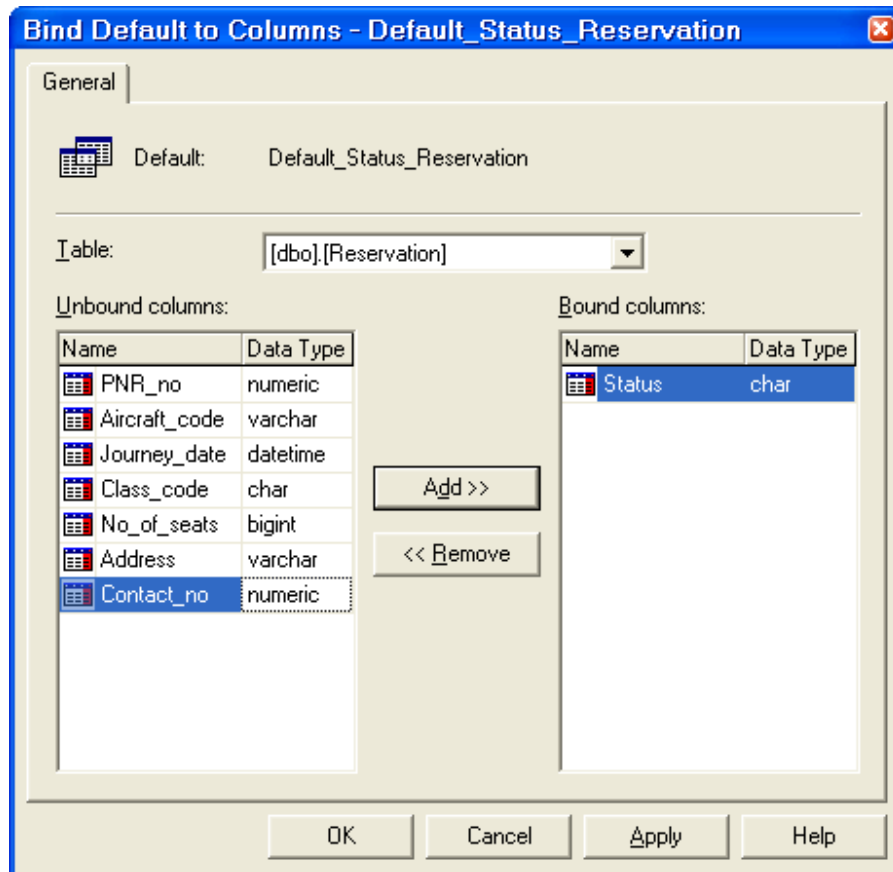 Bind Default to Columns - Default_Status_Reservation
General
Default: Default_Status_Reservation
Table: [dbo].[Reservation]
Unbound columns:
Name Data Type
PNR_no numeric
Aircraft_code varchar
Journey_date datetime
Class_code char
No_of_seats bigint
Address varchar
Contact_no numeric
Add >>
<< Remove
Bound columns:
Name Data Type
Status char
OK Cancel Apply Help